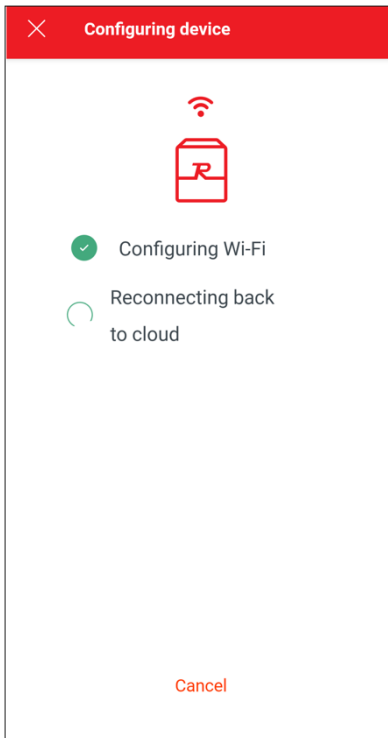 Configuring device
R
Configuring Wi-Fi
Reconnecting back
to cloud
Cancel